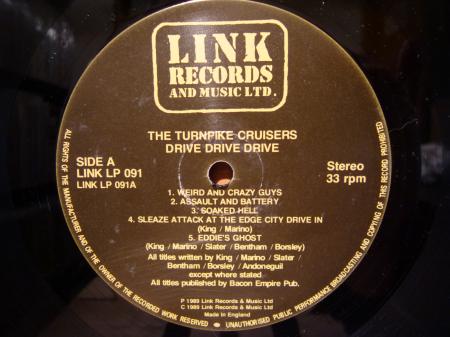 LINK
RECORDS
AND MUSIC LTD.
THE TURNPIKE CRUISERS
DRIVE DRIVE DRIVE
SIDE A
LINK LP 091
LINK LP 091A
Stereo
33 rpm
1. WEIRD AND CRAZY GUYS
2. ASSAULT AND BATTERY
3. SOAKED HELL
4. SLEAZE ATTACK AT THE EDGE CITY DRIVE IN
(King / Marino)
5. EDDIE'S GHOST
(King / Marino / Slater / Bentham / Borsley)
All titles written by King / Marino / Slater /
Bentham / Borsley / Andoneguil
except where stated
All titles published by Bacon Empire Pub.
P 1989 Link Records & Music Ltd
C 1989 Link Records & Music Ltd
Made in England
ALL RIGHTS OF THE MANUFACTURER AND OF THE OWNER OF THE RECORDED WORK RESERVED - UNAUTHORISED PUBLIC PERFORMANCE BROADCASTING AND COPYING OF THIS RECORD PROHIBITED